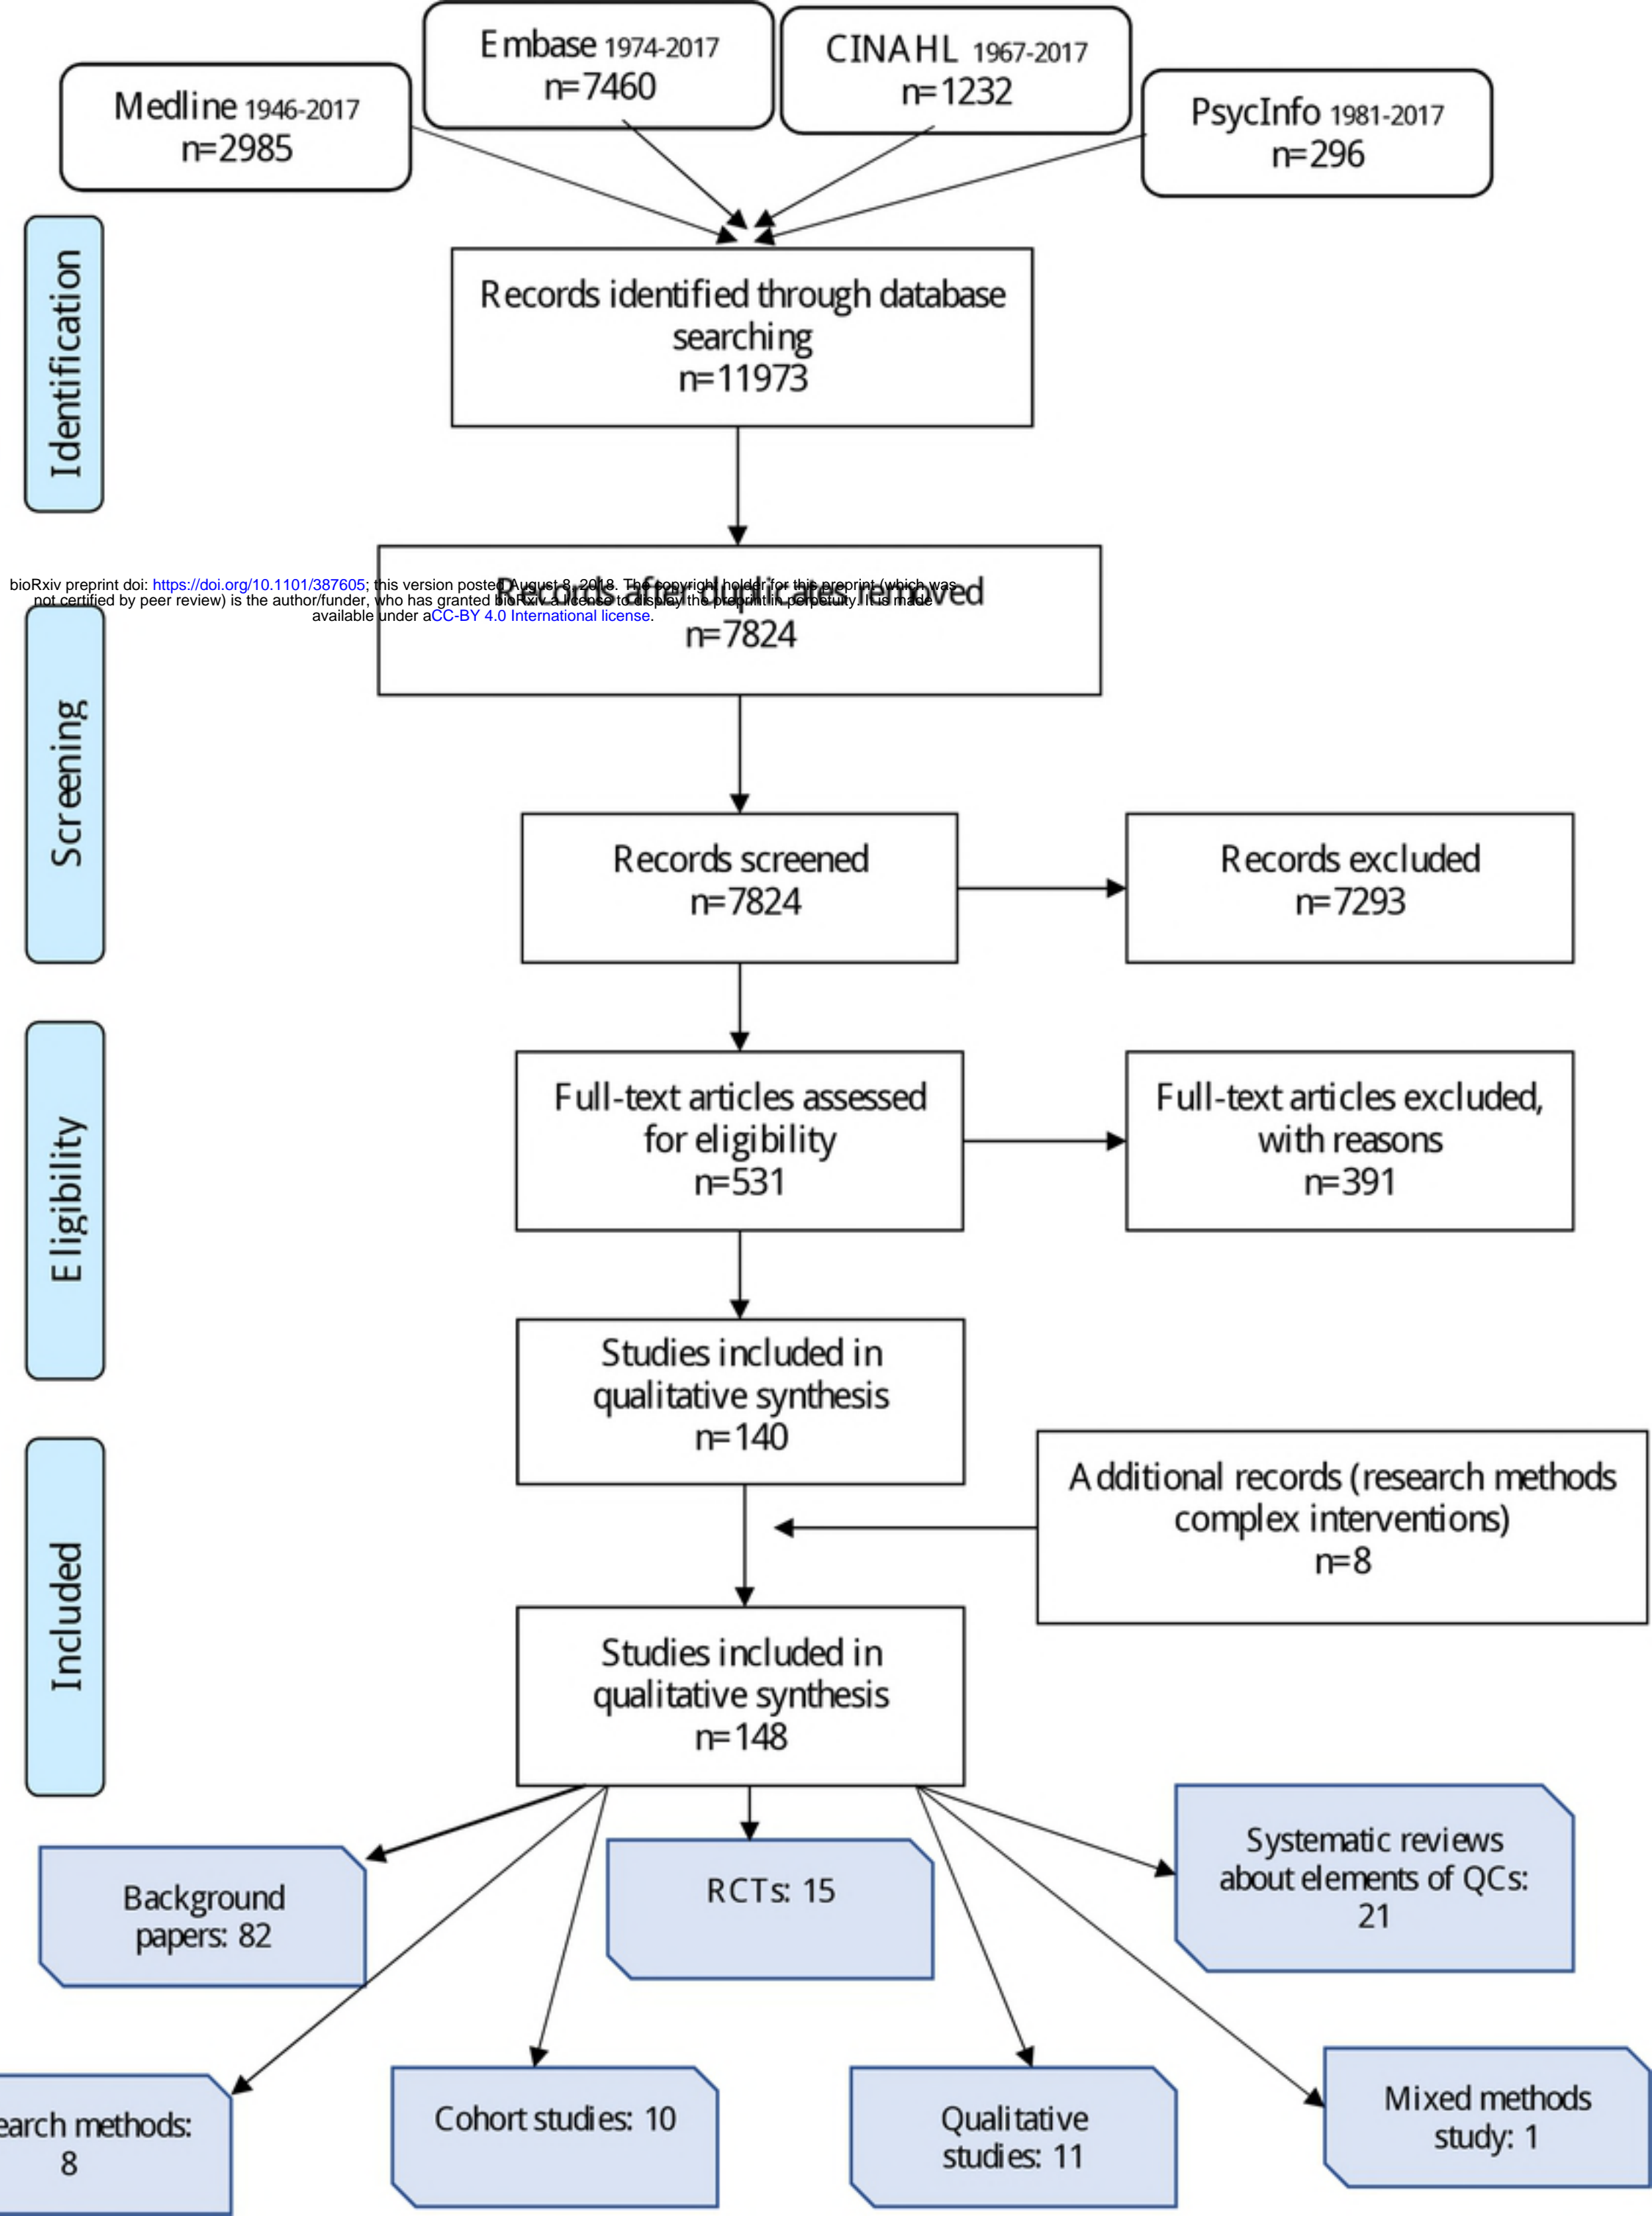 Embase 1974-2017
n=7460
CINAHL 1967-2017
n=1232
Medline 1946-2017
n=2985
PsycInfo 1981-2017
n=296
Identification
Records identified through database
searching
n=11973
bioRxiv preprint doi: https://doi.org/10.1101/387605; this version posted August 8, 2018. The copyright holder for this preprint (which was
not certified by peer review) is the author/funder, who has granted bioRxiv a license to display the preprint in perpetuity. It is made
available under aCC-BY 4.0 International license.
Records after duplicates removed
n=7824
Screening
Records screened
n=7824
Records excluded
n=7293
Eligibility
Full-text articles assessed
for eligibility
n=531
Full-text articles excluded,
with reasons
n=391
Studies included in
qualitative synthesis
n=140
Included
Additional records (research methods
complex interventions)
n=8
Studies included in
qualitative synthesis
n=148
Background
papers: 82
RCTs: 15
Systematic reviews
about elements of QCs:
21
earch methods:
8
Cohort studies: 10
Qualitative
studies: 11
Mixed methods
study: 1